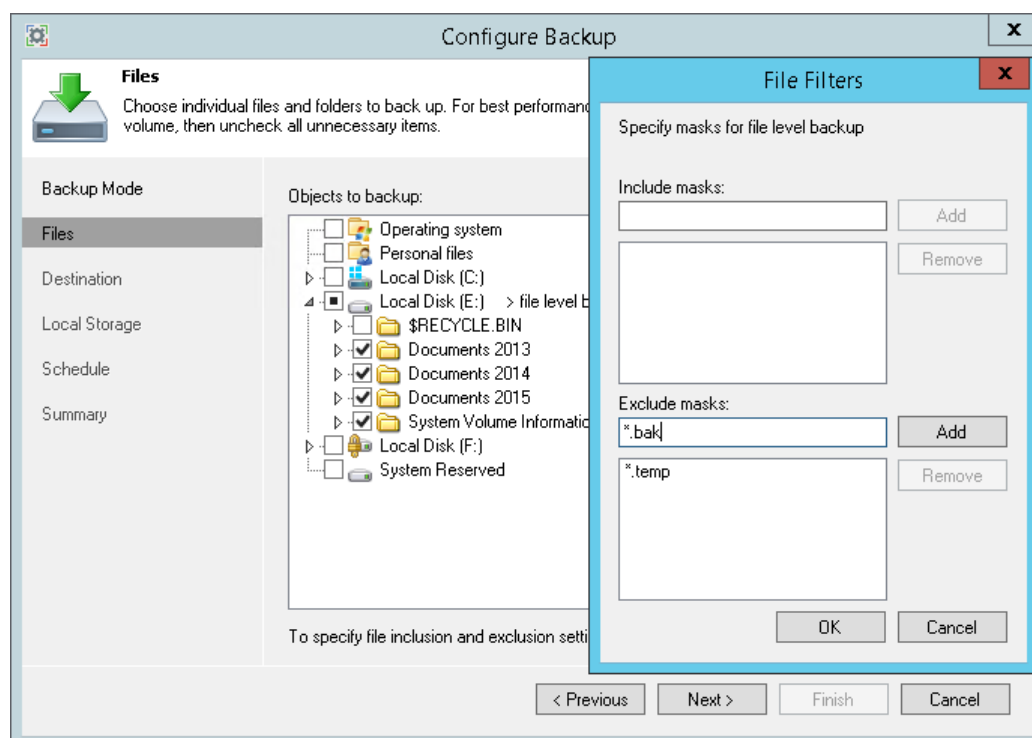 Configure Backup
x
Files
Choose individual files and folders to back up. For best performanc
volume, then uncheck all unnecessary items.
Backup Mode
Files
Destination
Local Storage
Schedule
Summary
Objects to backup:
Operating system
Personal files
Local Disk (C:)
Local Disk (E:) > file level b
$RECYCLE.BIN
Documents 2013
Documents 2014
Documents 2015
System Volume Informatic
Local Disk (F:)
System Reserved
To specify file inclusion and exclusion setti
File Filters
x
Specify masks for file level backup
Include masks:
Add
Remove
Exclude masks:
*.bak
Add
*.temp
Remove
OK
Cancel
< Previous
Next >
Finish
Cancel